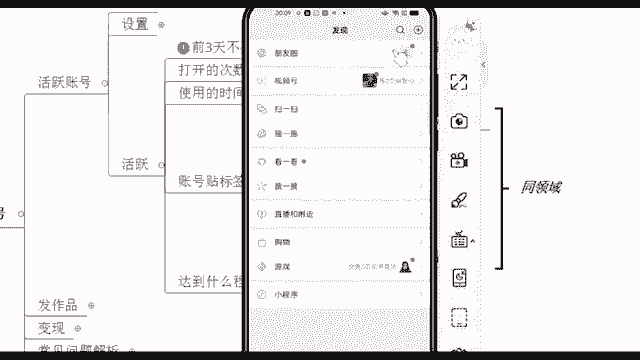 设置
前3天不
打开的次数
使用的时间
活跃账号
活跃
账号贴标签
号
达到什么程
发作品
变现
常见问题解析
20:09
发现
朋友圈
视频号
扫一扫
摇一摇
看一看
搜一搜
直播和附近
购物
游戏
小程序
同领域